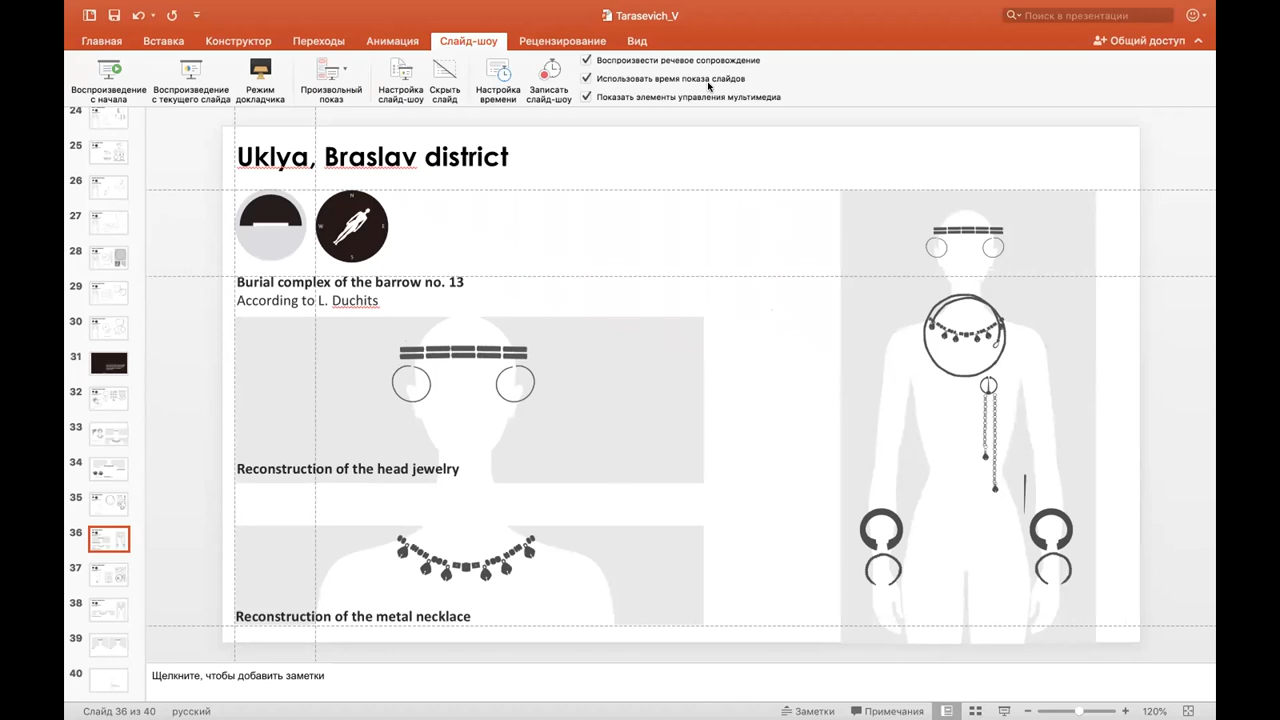 Tarasevich_V
Поиск в презентации
Главная Вставка Конструктор Переходы Анимация Слайд-шоу Рецензирование Вид Общий доступ
Воспроизведение с начала
Воспроизведение с текущего слайда
Режим докладчика
Произвольный показ
Настройка слайд-шоу
Скрыть слайд
Настройка времени
Записать слайд-шоу
Воспроизвести речевое сопровождение
Использовать время показа слайдов
Показать элементы управления мультимедиа
24
25
26
27
28
29
30
31
32
33
34
35
36
37
38
39
40
Uklya, Braslav district
N
W E
S
Burial complex of the barrow no. 13
According to L. Duchits
Reconstruction of the head jewelry
Reconstruction of the metal necklace
Щелкните, чтобы добавить заметки
Слайд 36 из 40 русский Заметки Примечания 120%